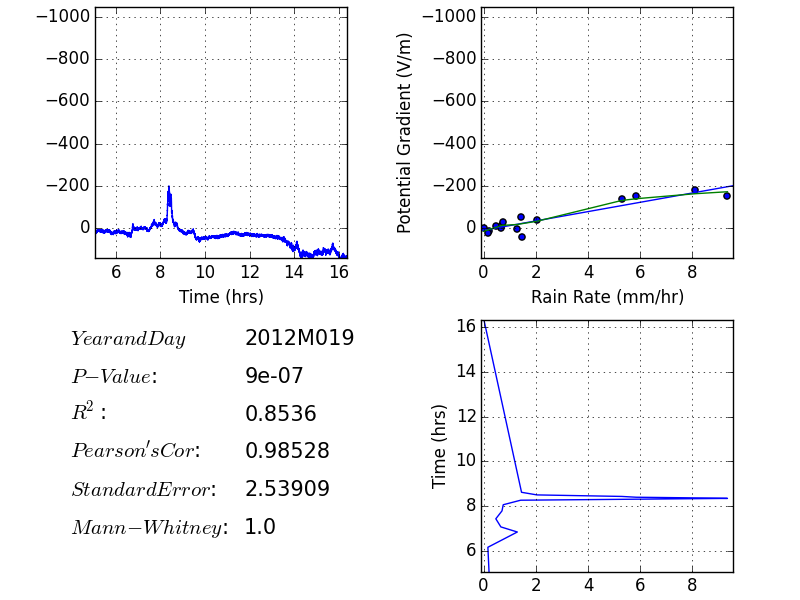 −1000
−800
−600
−400
−200
0
6 8 10 12 14 16
Time (hrs)
Potential Gradient (V/m)
−1000
−800
−600
−400
−200
0
0 2 4 6 8
Rain Rate (mm/hr)
YearandDay 2012M019
P−Value: 9e-07
R²: 0.8536
Pearson′sCor: 0.98528
StandardError: 2.53909
Mann−Whitney: 1.0
Time (hrs)
16
14
12
10
8
6
0 2 4 6 8